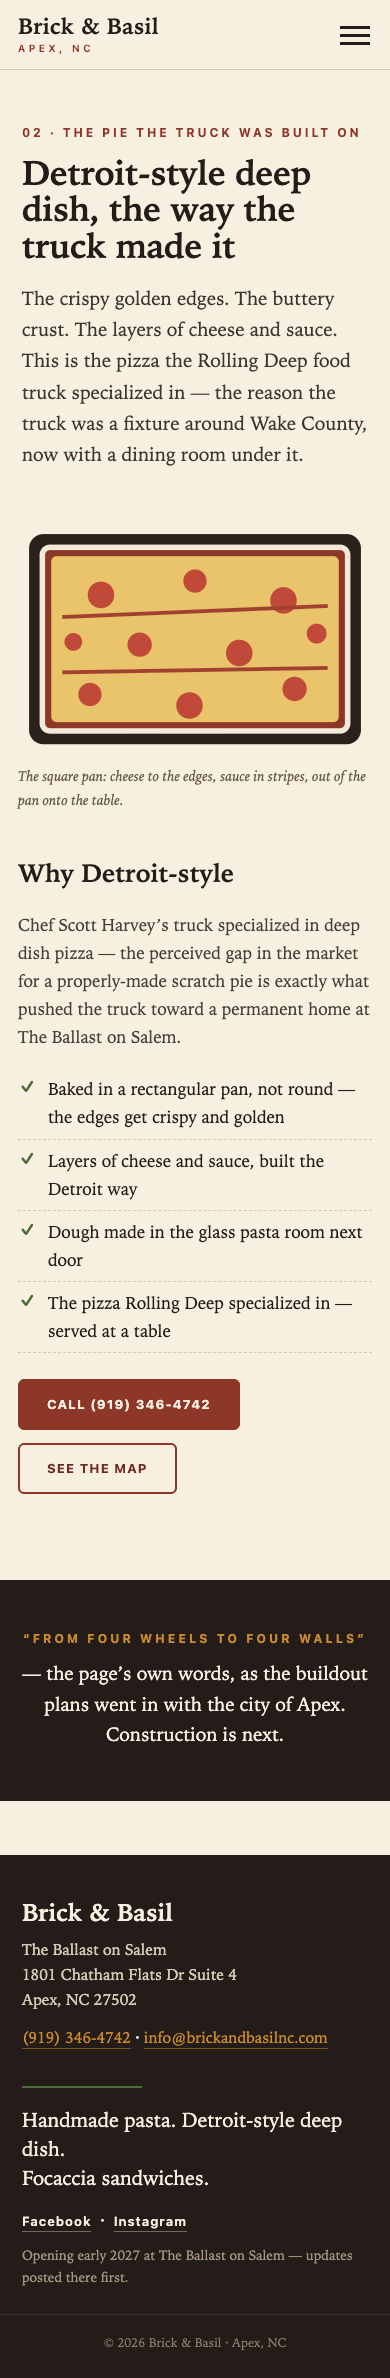 Brick & Basil
APEX, NC
02 · THE PIE THE TRUCK WAS BUILT ON
Detroit-style deep
dish, the way the
truck made it
The crispy golden edges. The buttery
crust. The layers of cheese and sauce.
This is the pizza the Rolling Deep food
truck specialized in — the reason the
truck was a fixture around Wake County,
now with a dining room under it.
The square pan: cheese to the edges, sauce in stripes, out of the
pan onto the table.
Why Detroit-style
Chef Scott Harvey’s truck specialized in deep
dish pizza — the perceived gap in the market
for a properly-made scratch pie is exactly what
pushed the truck toward a permanent home at
The Ballast on Salem.
Baked in a rectangular pan, not round —
the edges get crispy and golden
Layers of cheese and sauce, built the
Detroit way
Dough made in the glass pasta room next
door
The pizza Rolling Deep specialized in —
served at a table
CALL (919) 346-4742
SEE THE MAP
“FROM FOUR WHEELS TO FOUR WALLS”
— the page’s own words, as the buildout
plans went in with the city of Apex.
Construction is next.
Brick & Basil
The Ballast on Salem
1801 Chatham Flats Dr Suite 4
Apex, NC 27502
(919) 346-4742 · info@brickandbasilnc.com
Handmade pasta. Detroit-style deep
dish.
Focaccia sandwiches.
Facebook · Instagram
Opening early 2027 at The Ballast on Salem — updates
posted there first.
© 2026 Brick & Basil · Apex, NC